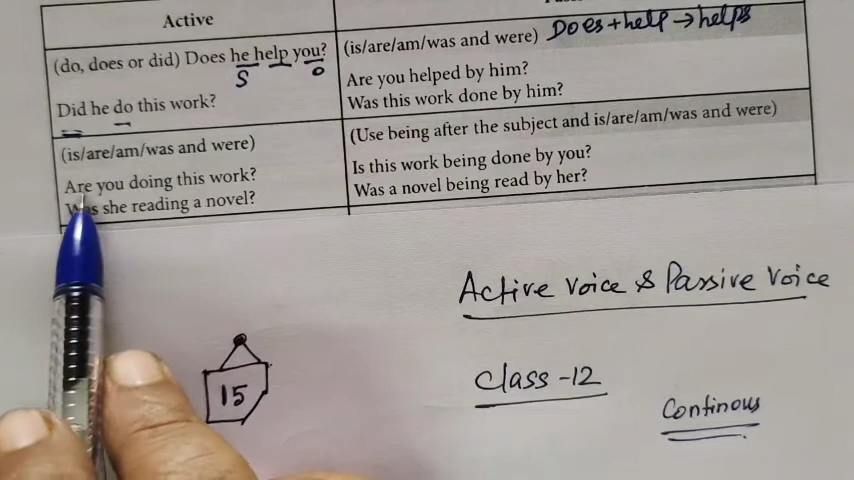 Active
Does + help → helps
(do, does or did) Does he help you?
S O
Did he do this work?
(is/are/am/was and were)
Are you helped by him?
Was this work done by him?
(is/are/am/was and were)
Are you doing this work?
Was she reading a novel?
(Use being after the subject and is/are/am/was and were)
Is this work being done by you?
Was a novel being read by her?
Active Voice & Passive Voice
Class -12
Continous
15